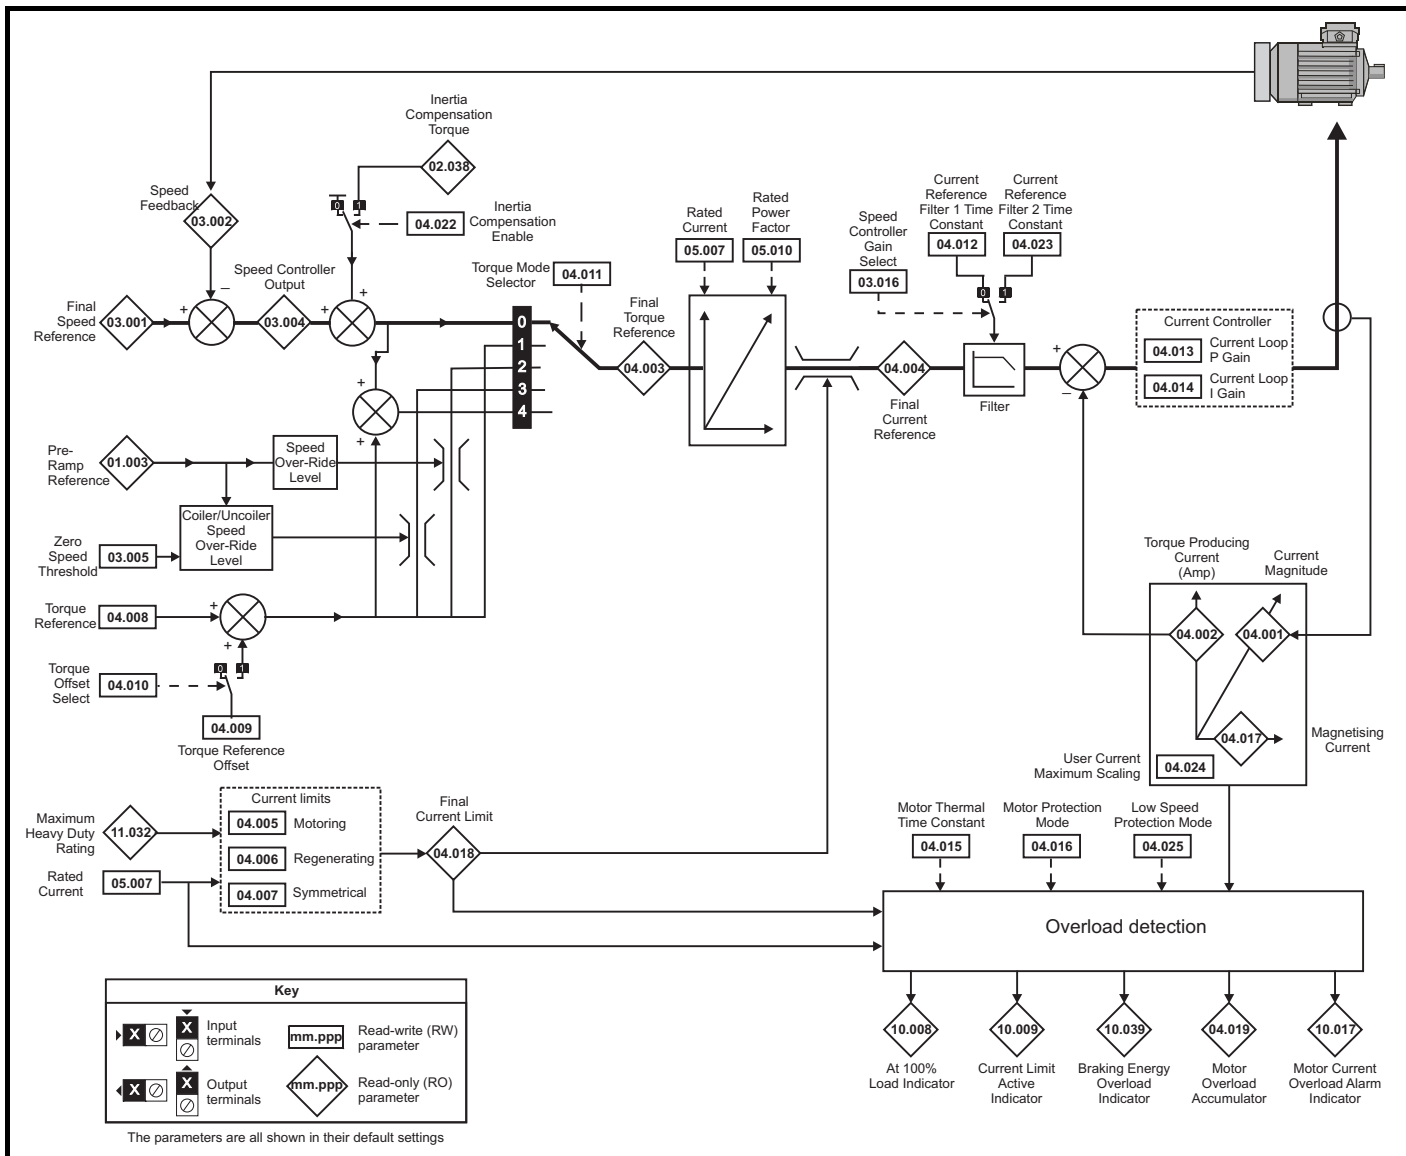 Inertia
Compensation
Torque
02.038
Speed
Feedback
03.002
0 1
04.022
Inertia
Compensation
Enable
Speed Controller
Output
Final
Speed
Reference
03.001
+
–
03.004
+
+
Torque Mode
Selector
04.011
0
1
2
3
4
Final
Torque
Reference
04.003
Rated
Current
05.007
Rated
Power
Factor
05.010
Speed
Controller
Gain
Select
03.016
Current
Reference
Filter 1 Time
Constant
04.012
Current
Reference
Filter 2 Time
Constant
04.023
0 1
04.004
Final
Current
Reference
Filter
+
–
Current Controller
04.013
Current Loop
P Gain
04.014
Current Loop
I Gain
+
+
Pre-
Ramp
Reference
01.003
Speed
Over-Ride
Level
Coiler/Uncoiler
Speed
Over-Ride
Level
Zero
Speed
Threshold
03.005
Torque
Reference
04.008
+
+
0 1
Torque
Offset
Select
04.010
04.009
Torque Reference
Offset
Torque Producing
Current
(Amp)
Current
Magnitude
04.002
04.001
04.017
Magnetising
Current
User Current
Maximum Scaling
04.024
Maximum
Heavy Duty
Rating
11.032
Rated
Current
05.007
Current limits
04.005 Motoring
04.006 Regenerating
04.007 Symmetrical
Final
Current Limit
04.018
Motor Thermal
Time Constant
04.015
Motor Protection
Mode
04.016
Low Speed
Protection Mode
04.025
Overload detection
10.008
At 100%
Load Indicator
10.009
Current Limit
Active
Indicator
10.039
Braking Energy
Overload
Indicator
04.019
Motor
Overload
Accumulator
10.017
Motor Current
Overload Alarm
Indicator
Key
X
X
Input
terminals
mm.ppp
Read-write (RW)
parameter
X
X
Output
terminals
mm.ppp
Read-only (RO)
parameter
The parameters are all shown in their default settings